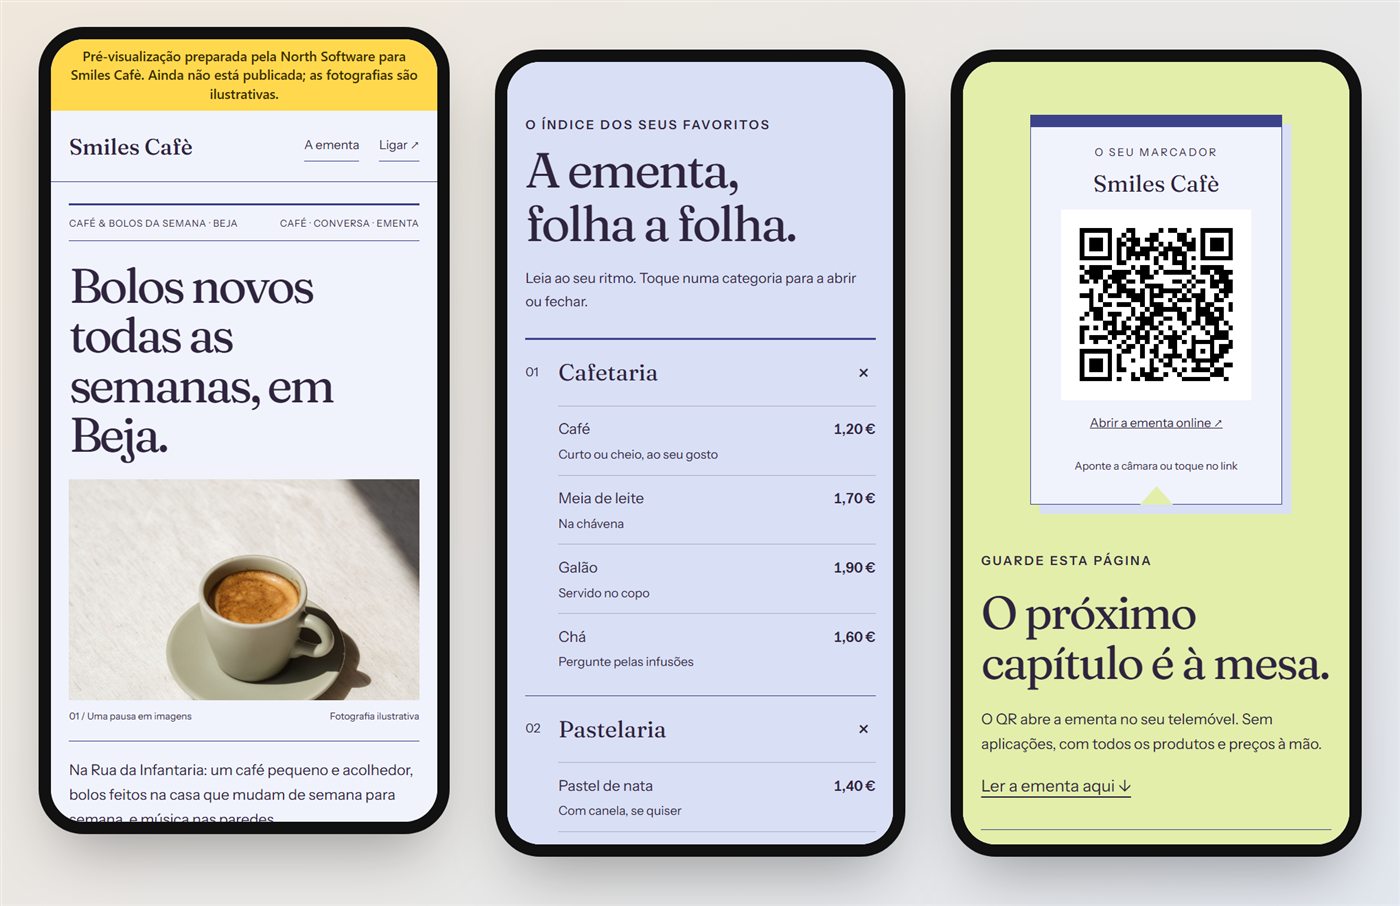 Pré-visualização preparada pela North Software para
Smiles Cafè. Ainda não está publicada; as fotografias são
ilustrativas.
Smiles Cafè
A ementa
Ligar ↗
CAFÉ & BOLOS DA SEMANA · BEJA
CAFÉ · CONVERSA · EMENTA
Bolos novos
todas as
semanas, em
Beja.
01 / Uma pausa em imagens
Fotografia ilustrativa
Na Rua da Infantaria: um café pequeno e acolhedor,
bolos feitos na casa que mudam de semana para
semana, e música nas paredes
O ÍNDICE DOS SEUS FAVORITOS
A ementa,
folha a folha.
Leia ao seu ritmo. Toque numa categoria para a abrir
ou fechar.
01 Cafetaria ×
Café 1,20 €
Curto ou cheio, ao seu gosto
Meia de leite 1,70 €
Na chávena
Galão 1,90 €
Servido no copo
Chá 1,60 €
Pergunte pelas infusões
02 Pastelaria ×
Pastel de nata 1,40 €
Com canela, se quiser
O SEU MARCADOR
Smiles Cafè
Abrir a ementa online ↗
Aponte a câmara ou toque no link
GUARDE ESTA PÁGINA
O próximo
capítulo é à mesa.
O QR abre a ementa no seu telemóvel. Sem
aplicações, com todos os produtos e preços à mão.
Ler a ementa aqui ↓